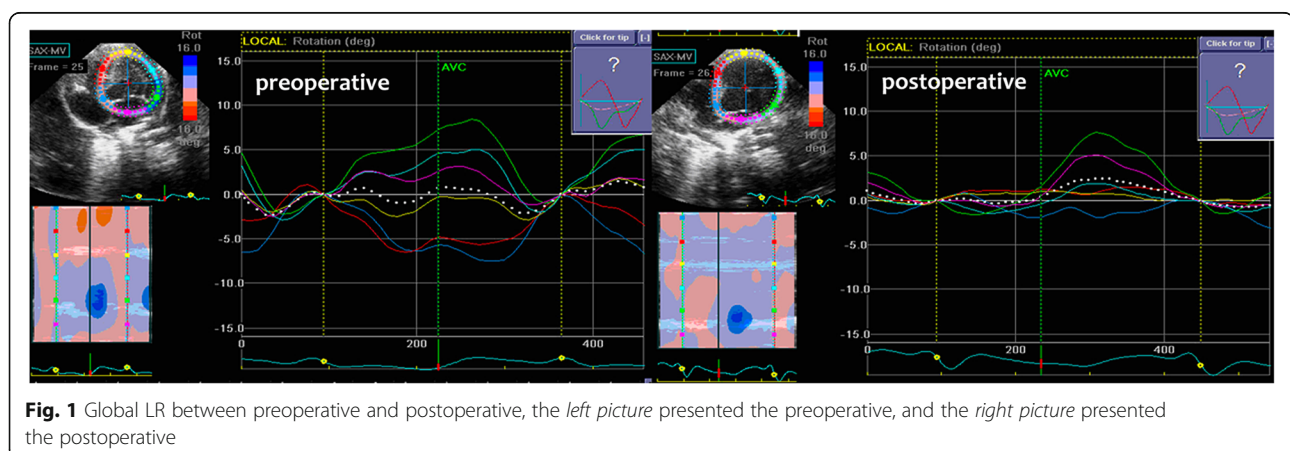 SAX-MV
Frame = 25
Rot
16.0
16.0
deg
LOCAL: Rotation (deg)
Click for tip [-]
?
preoperative
AVC
15.0
10.0
5.0
0.0
-5.0
-10.0
-15.0
0
200
400
SAX-MV
Frame = 26
Rot
16.0
16.0
deg
LOCAL: Rotation (deg)
Click for tip [-]
?
postoperative
AVC
15.0
10.0
5.0
0.0
-5.0
-10.0
-15.0
0
200
400
Fig. 1 Global LR between preoperative and postoperative, the left picture presented the preoperative, and the right picture presented
the postoperative